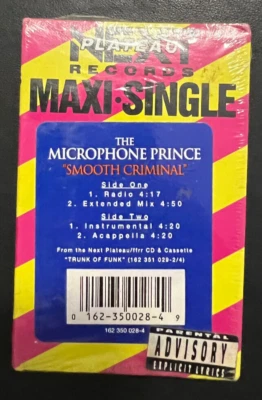 NEXT
PLATEAU
RECORDS
MAXI·SINGLE
THE
MICROPHONE PRINCE
"SMOOTH CRIMINAL"
Side One
1. Radio 4:17
2. Extended Mix 4:50
Side Two
1. Instrumental 4:20
2. Acappella 4:20
From the Next Plateau/ffrr CD & Cassette
"TRUNK OF FUNK" (162 351 029-2/4)
0 162-350028-4 9
162 350 028-4
PARENTAL
ADVISORY
EXPLICIT LYRICS